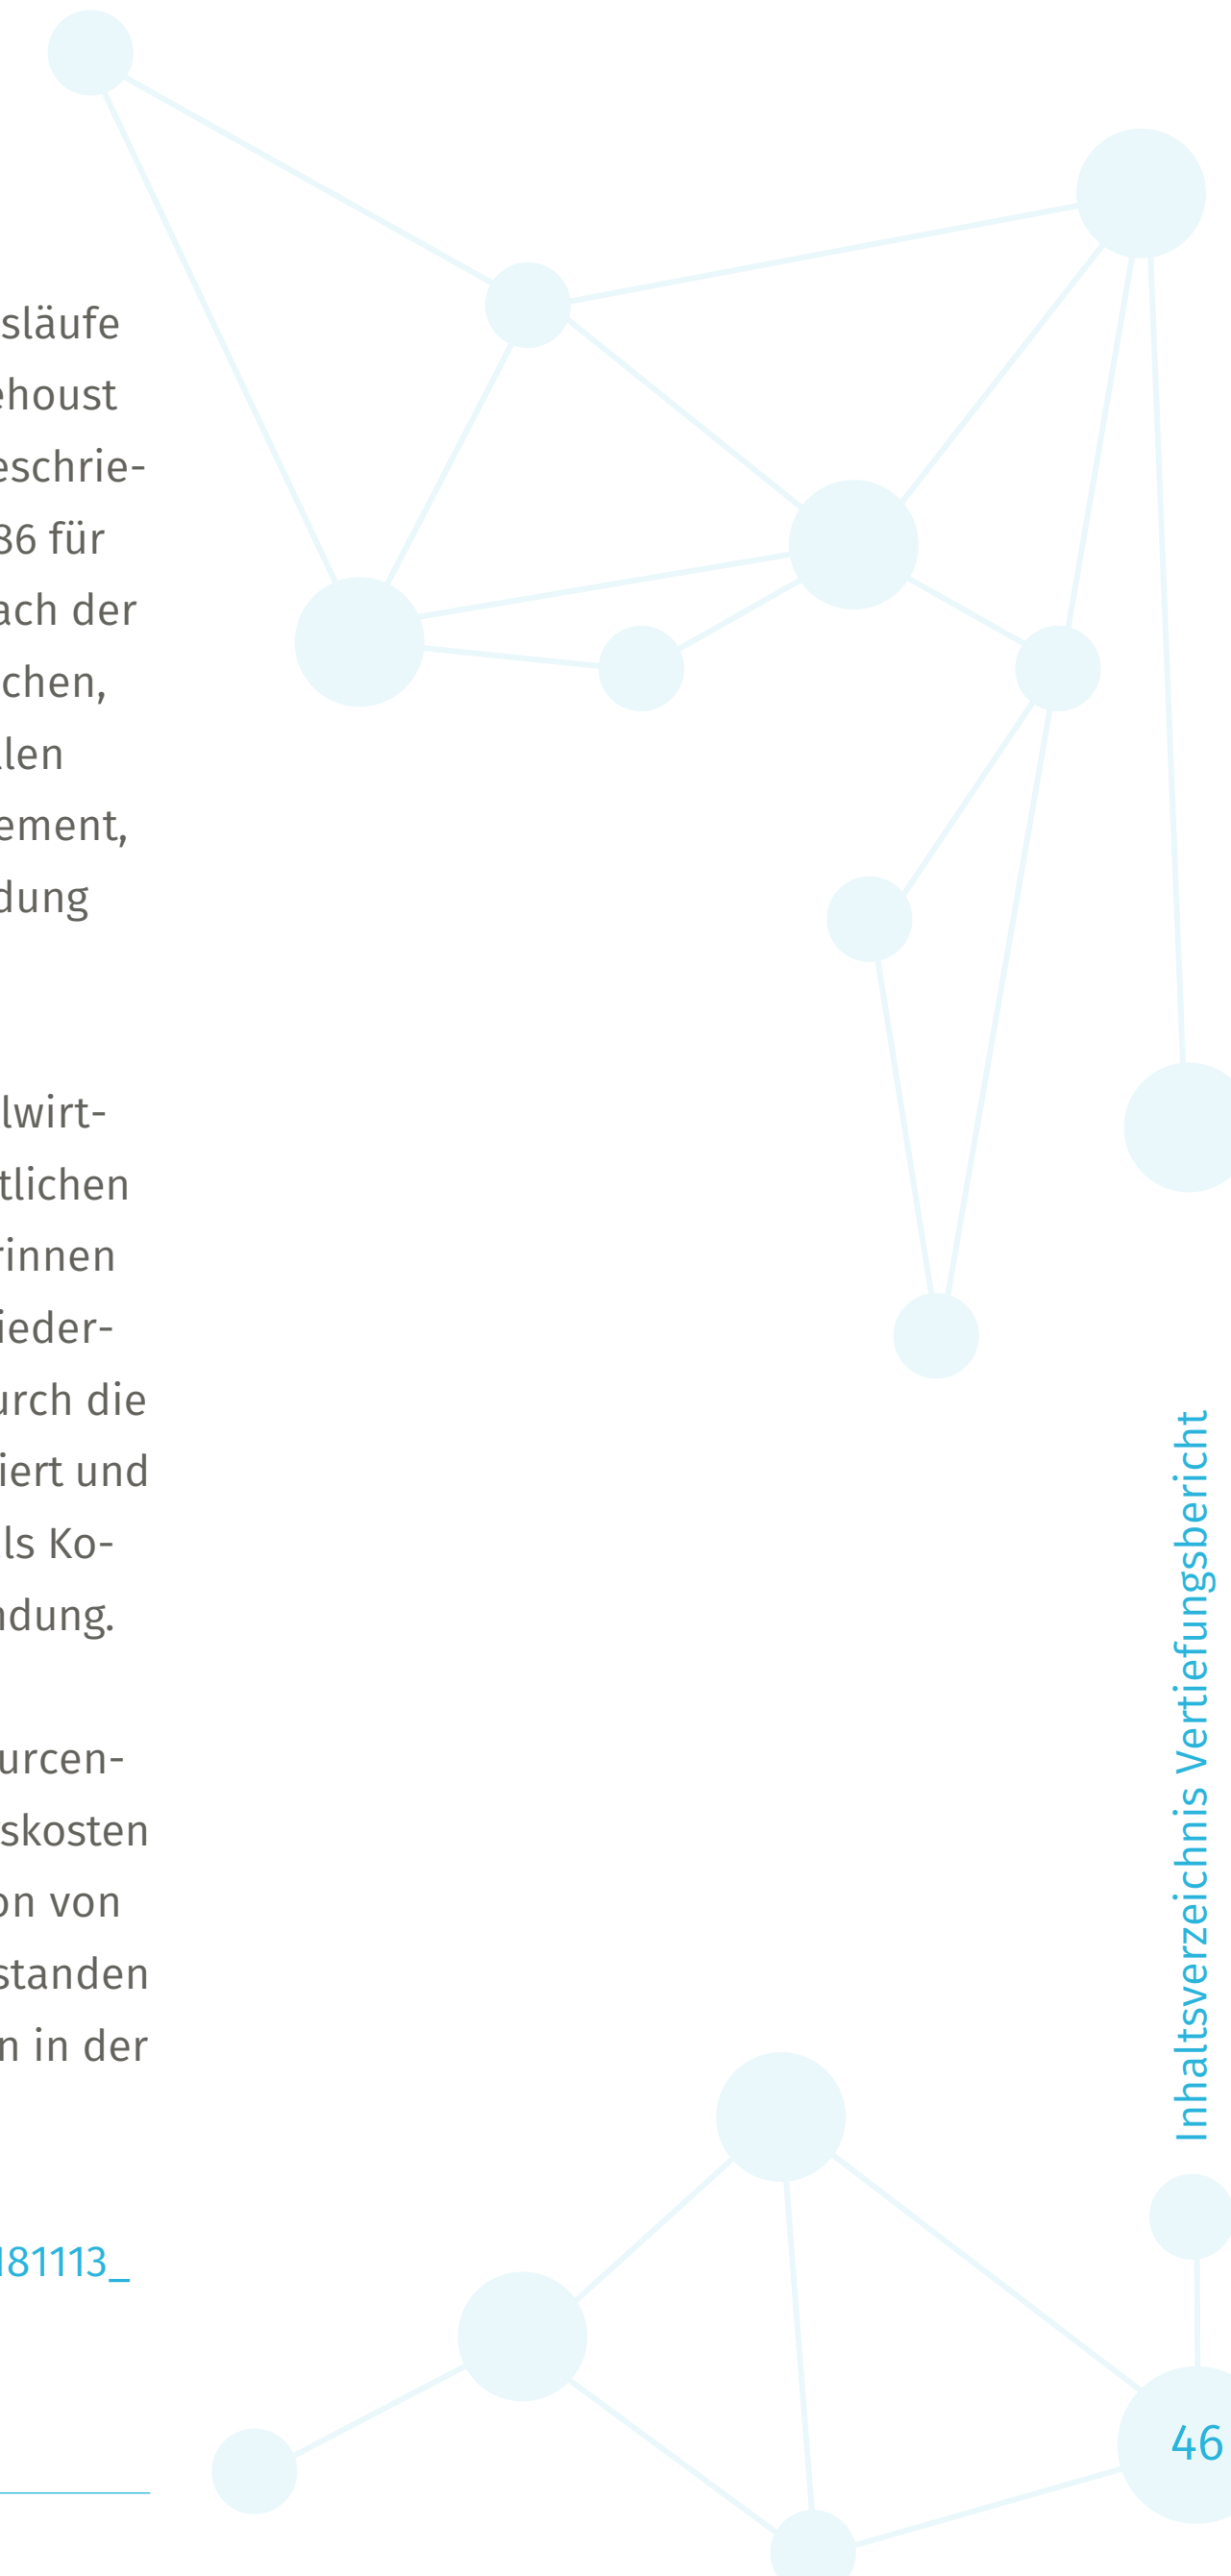 släufe
ehoust
eschrie-
86 für
ach der
chen,
len
ement,
dung
lwirt-
tlichen
rinnen
ieder-
urch die
iert und
ls Ko-
ndung.
urcen-
skosten
on von
standen
n in der
181113_
Inhaltsverzeichnis Vertiefungsbericht
46